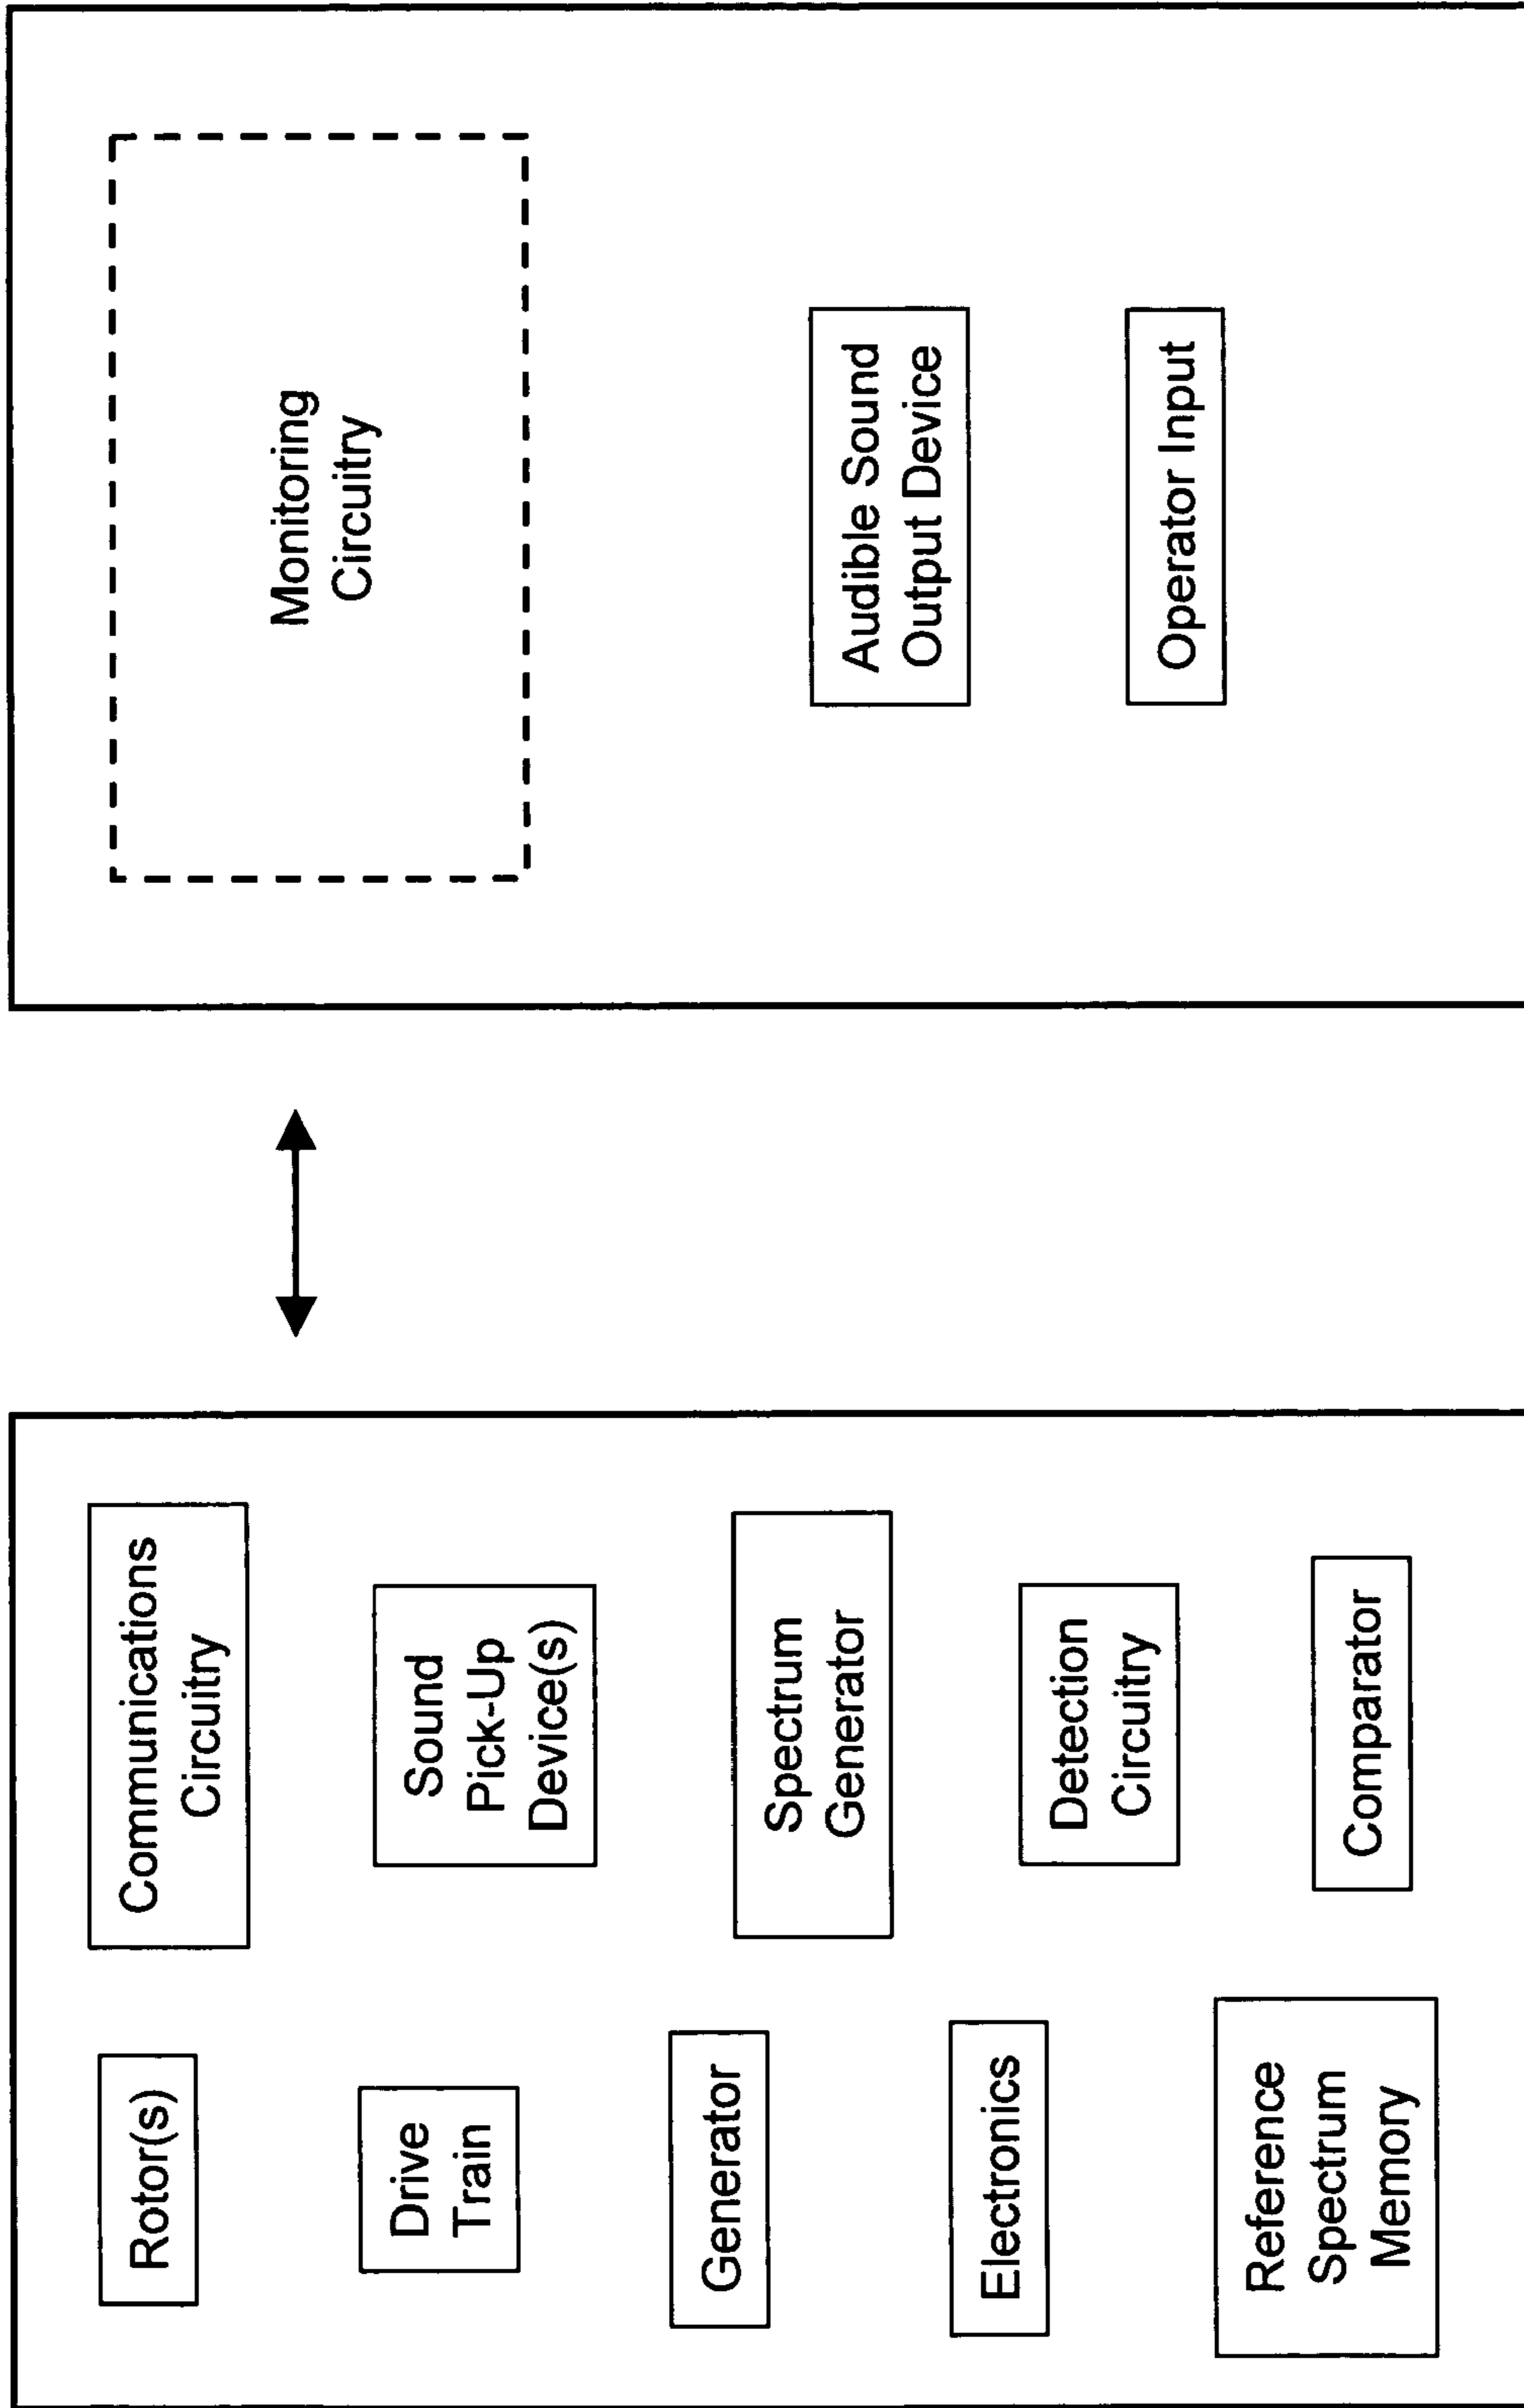 Rotor(s)
Communications
Circuitry
Drive
Train
Sound
Pick-Up
Device(s)
Generator
Spectrum
Generator
Electronics
Detection
Circuitry
Reference
Spectrum
Memory
Comparator
Monitoring
Circuitry
Audible Sound
Output Device
Operator Input